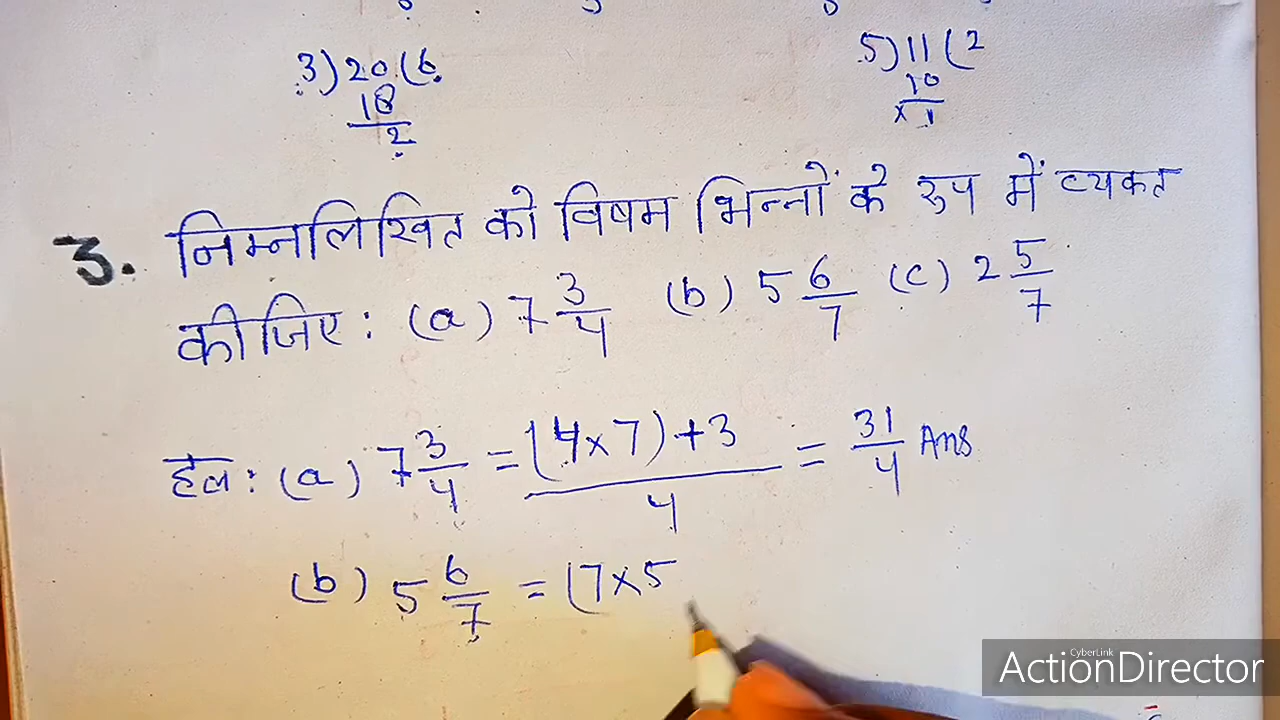 3)20(6 5)11(2
18 10
2 ×1
3. निम्नलिखित को विषम भिन्नों के रुप में व्यक्त
कीजिए: (a) 7 3/4 (b) 5 6/7 (c) 2 5/7
हल: (a) 7 3/4 = (4×7)+3/4 = 31/4 Ans
(b) 5 6/7 = (7×5
CyberLink
ActionDirector